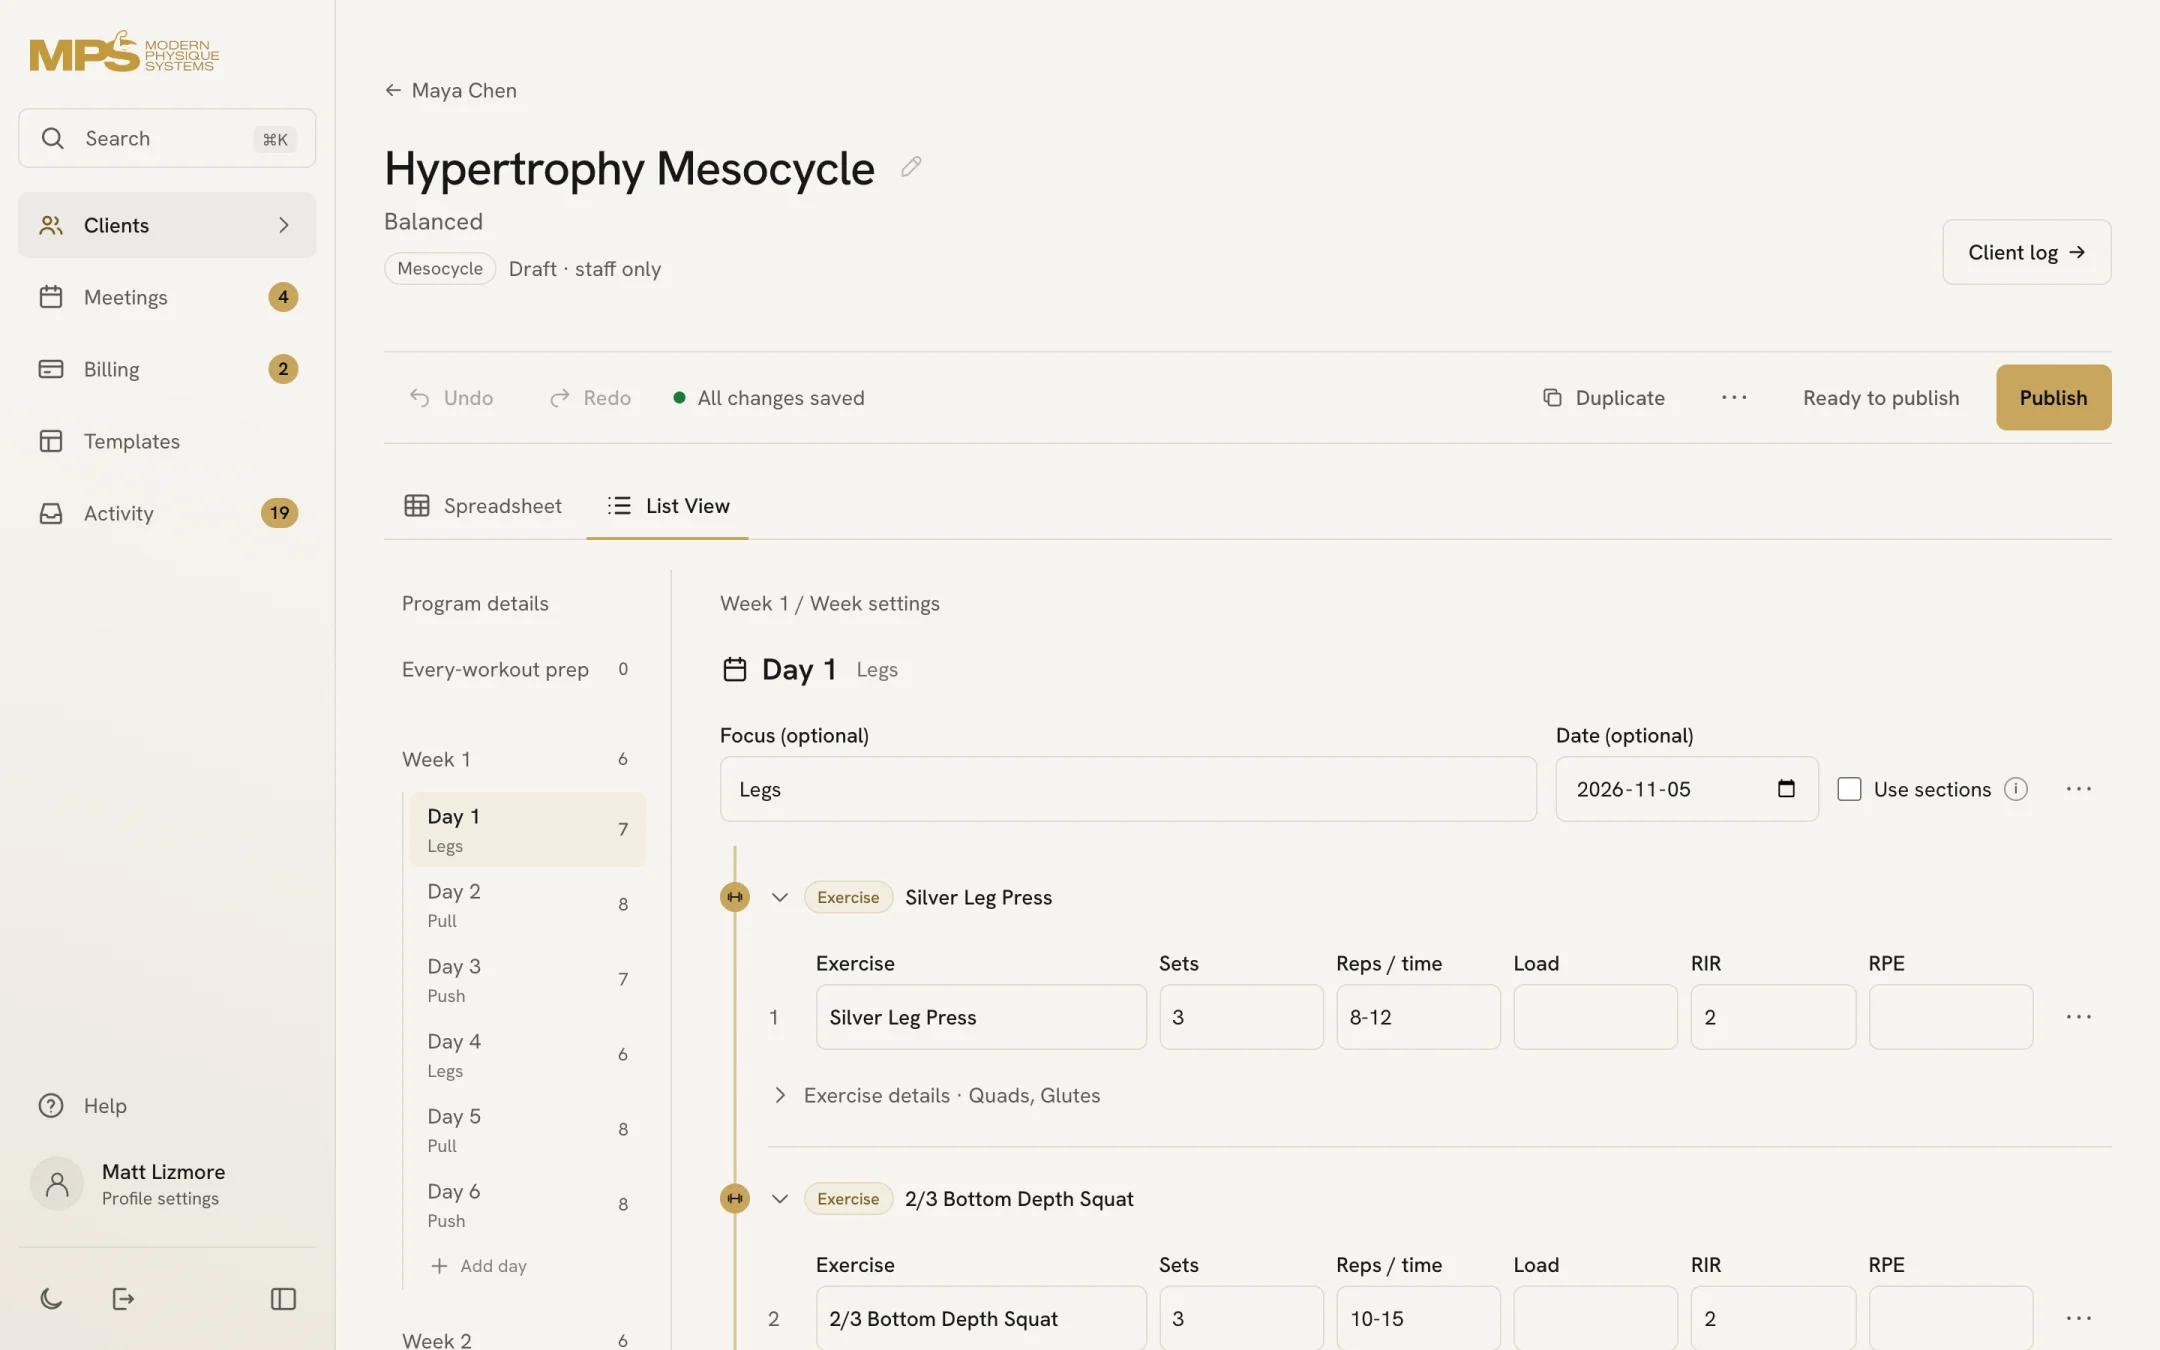 MPS MODERN
PHYSIQUE
SYSTEMS
Search ⌘K
Clients
Meetings 4
Billing 2
Templates
Activity 19
Help
Matt Lizmore
Profile settings
← Maya Chen
Hypertrophy Mesocycle
Balanced
Mesocycle Draft · staff only
Client log →
Undo Redo All changes saved Duplicate ··· Ready to publish Publish
Spreadsheet List View
Program details
Every-workout prep 0
Week 1 6
Day 1 7
Legs
Day 2 8
Pull
Day 3 7
Push
Day 4 6
Legs
Day 5 8
Pull
Day 6 8
Push
+ Add day
Week 2 6
Week 1 / Week settings
Day 1 Legs
Focus (optional) Date (optional)
Legs 2026-11-05 Use sections ···
Exercise Silver Leg Press
Exercise Sets Reps / time Load RIR RPE
1 Silver Leg Press 3 8-12 2 ···
Exercise details · Quads, Glutes
Exercise 2/3 Bottom Depth Squat
Exercise Sets Reps / time Load RIR RPE
2 2/3 Bottom Depth Squat 3 10-15 2 ···